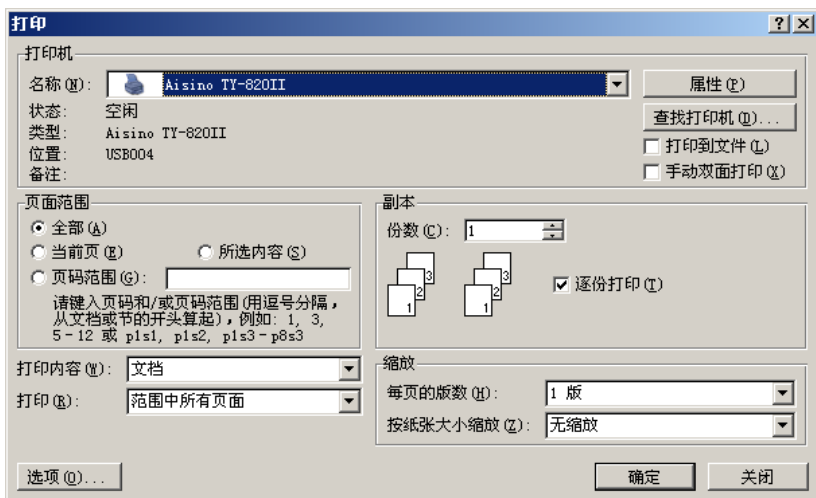 打印
打印机
名称(N): Aisino TY-820II
属性(P)
状态: 空闲
查找打印机(D)...
类型: Aisino TY-820II
位置: USB004
打印到文件(L)
备注:
手动双面打印(X)
页面范围
全部(A)
当前页(E) 所选内容(S)
页码范围(G):
请键入页码和/或页码范围(用逗号分隔,
从文档或节的开头算起),例如: 1, 3,
5-12 或 p1s1, p1s2, p1s3-p8s3
副本
份数(C): 1
3 3
2 2
1 1
逐份打印(T)
打印内容(W): 文档
打印(R): 范围中所有页面
缩放
每页的版数(H): 1 版
按纸张大小缩放(Z): 无缩放
选项(O)... 确定 关闭